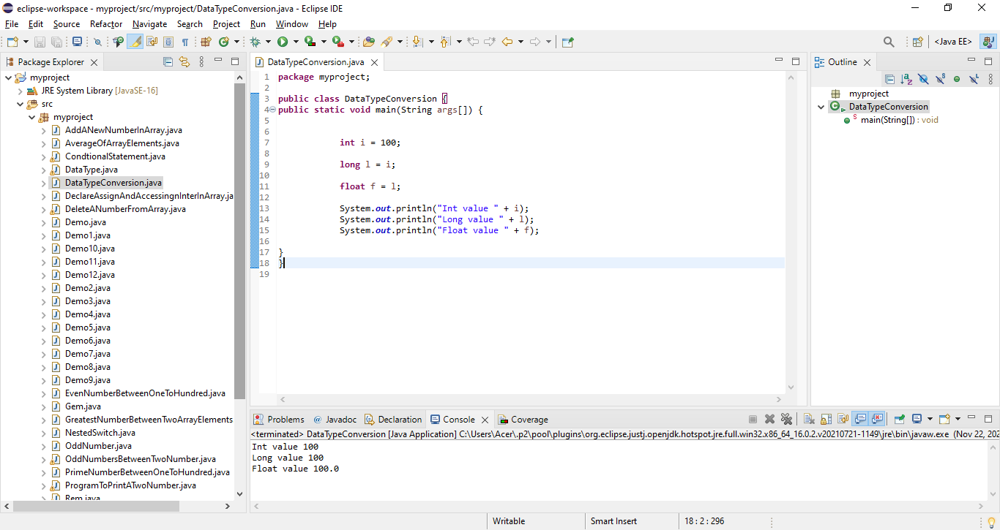 eclipse-workspace - myproject/src/myproject/DataTypeConversion.java - Eclipse IDE
File Edit Source Refactor Navigate Search Project Run Window Help
<Java EE>
Package Explorer
myproject
JRE System Library [JavaSE-16]
src
myproject
AddANewNumberInArray.java
AverageOfArrayElements.java
CondtionalStatement.java
DataType.java
DataTypeConversion.java
DeclareAssignAndAccessingnInterInArray.ja
DeleteANumberFromArray.java
Demo.java
Demo1.java
Demo10.java
Demo11.java
Demo12.java
Demo2.java
Demo3.java
Demo4.java
Demo5.java
Demo6.java
Demo7.java
Demo8.java
Demo9.java
EvenNumberBetweenOneToHundred.java
Gem.java
GreatestNumberBetweenTwoArrayElements
NestedSwitch.java
OddNumber.java
OddNumbersBetweenTwoNumber.java
PrimeNumberBetweenOneToHundred.java
ProgramToPrintATwoNumber.java
Rem.java
DataTypeConversion.java
1 package myproject;
2
3 public class DataTypeConversion {
4 public static void main(String args[]) {
5
6
7 int i = 100;
8
9 long l = i;
10
11 float f = l;
12
13 System.out.println("Int value " + i);
14 System.out.println("Long value " + l);
15 System.out.println("Float value " + f);
16
17 }
18 }
19
Outline
myproject
DataTypeConversion
main(String[]) : void
Problems @ Javadoc Declaration Console Coverage
<terminated> DataTypeConversion [Java Application] C:\Users\Acer\.p2\pool\plugins\org.eclipse.justj.openjdk.hotspot.jre.full.win32.x86_64_16.0.2.v20210721-1149\jre\bin\javaw.exe (Nov 22, 202
Int value 100
Long value 100
Float value 100.0
Writable Smart Insert 18 : 2 : 296